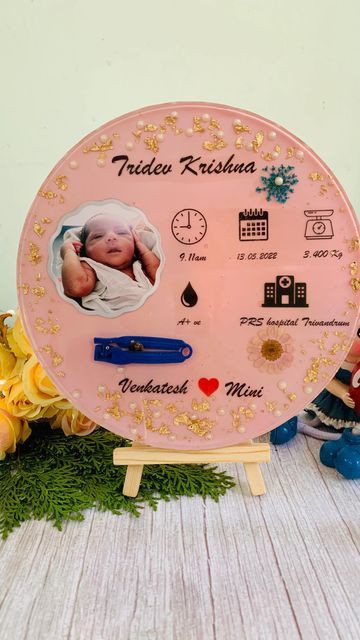 Tridev Krishna
9.11am
13.05.2022
3.400 Kg
A+ ve
PRS hospital Trivandrum
Venkatesh ❤ Mini